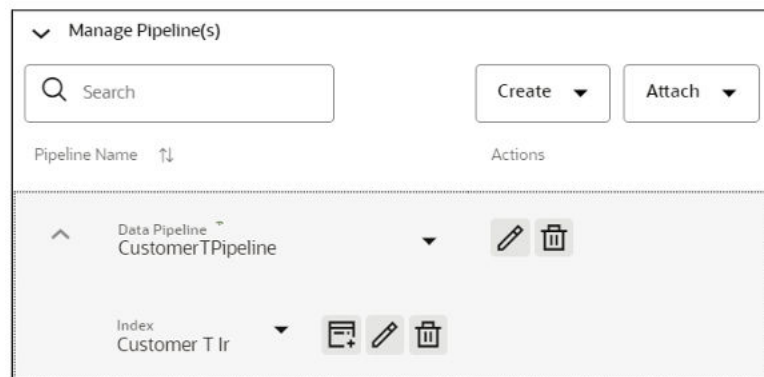 Manage Pipeline(s)
Search
Create
Attach
Pipeline Name
Actions
Data Pipeline
CustomerTPipeline
Index
Customer T Ir